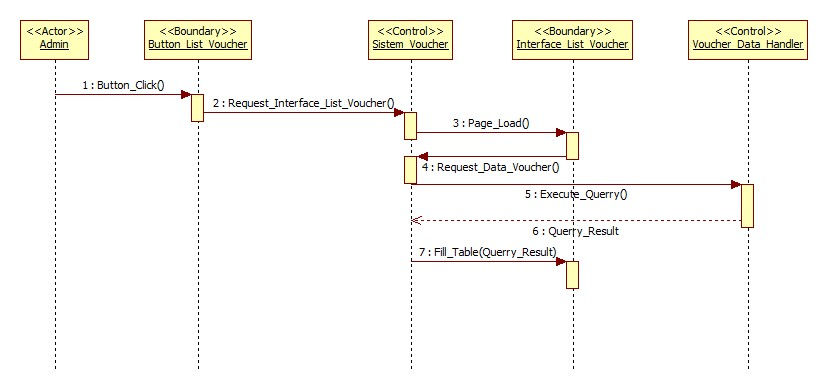 <<Actor>>
Admin
<<Boundary>>
Button_List_Voucher
<<Control>>
Sistem_Voucher
<<Boundary>>
Interface_List_Voucher
<<Control>>
Voucher_Data_Handler
1 : Button_Click()
2 : Request_Interface_List_Voucher()
3 : Page_Load()
4 : Request_Data_Voucher()
5 : Execute_Querry()
6 : Querry_Result
7 : Fill_Table(Querry_Result)